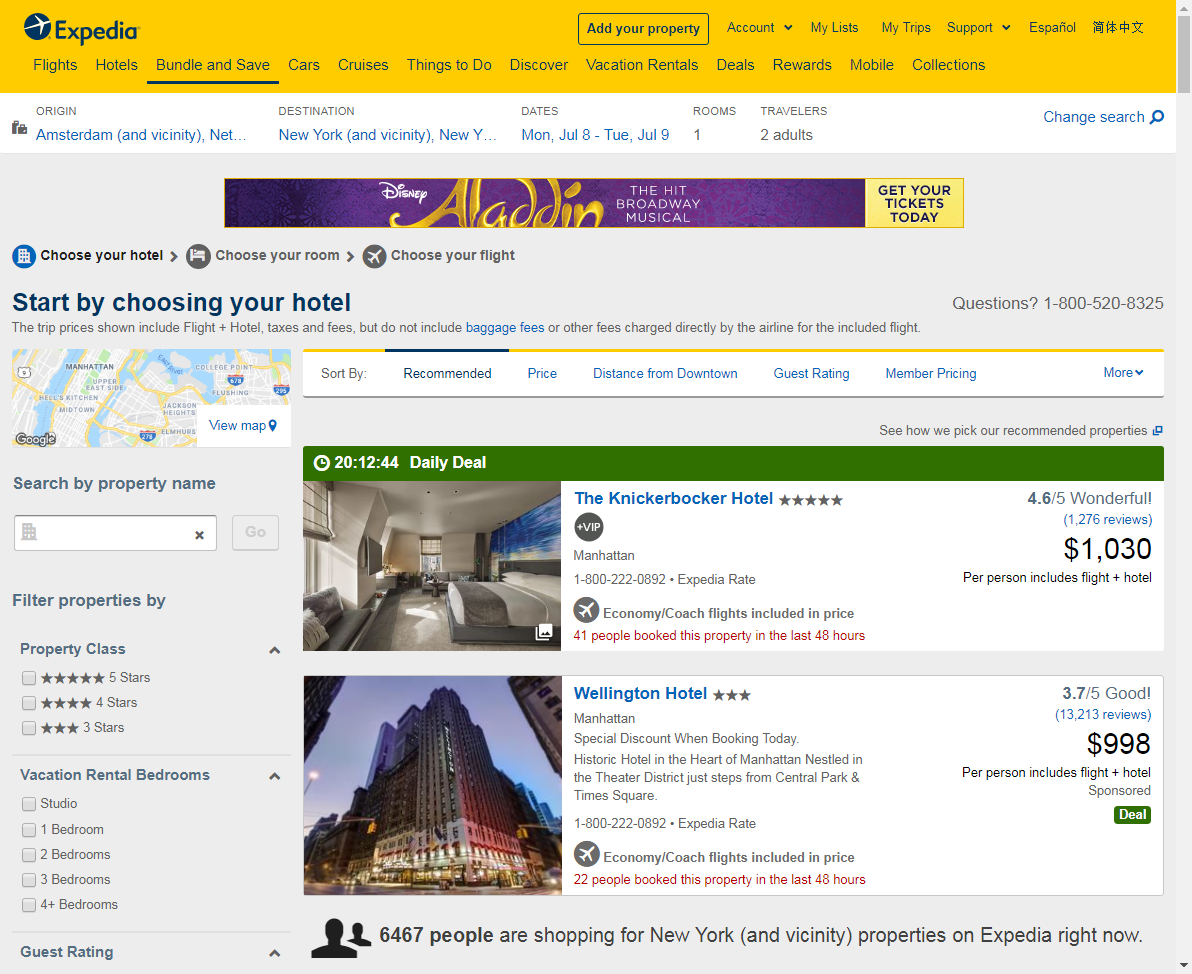 Expedia
Add your property
Account
My Lists
My Trips
Support
Español
简体中文
Flights
Hotels
Bundle and Save
Cars
Cruises
Things to Do
Discover
Vacation Rentals
Deals
Rewards
Mobile
Collections
ORIGIN
Amsterdam (and vicinity), Net...
DESTINATION
New York (and vicinity), New Y...
DATES
Mon, Jul 8 - Tue, Jul 9
ROOMS
1
TRAVELERS
2 adults
Change search
Disney
Aladdin
THE HIT
BROADWAY
MUSICAL
GET YOUR
TICKETS
TODAY
Choose your hotel
Choose your room
Choose your flight
Start by choosing your hotel
Questions? 1-800-520-8325
The trip prices shown include Flight + Hotel, taxes and fees, but do not include baggage fees or other fees charged directly by the airline for the included flight.
9
MANHATTAN
UPPER
EAST SIDE
HELL'S KITCHEN
MIDTOWN
East River
COLLEGE POINT
678
295
FLUSHING
JACKSON
HEIGHTS
ELMHURS
278
Google
View map
Sort By:
Recommended
Price
Distance from Downtown
Guest Rating
Member Pricing
More
See how we pick our recommended properties
Search by property name
Go
Filter properties by
Property Class
5 Stars
4 Stars
3 Stars
Vacation Rental Bedrooms
Studio
1 Bedroom
2 Bedrooms
3 Bedrooms
4+ Bedrooms
Guest Rating
20:12:44 Daily Deal
The Knickerbocker Hotel
+VIP
Manhattan
1-800-222-0892 • Expedia Rate
Economy/Coach flights included in price
41 people booked this property in the last 48 hours
4.6/5 Wonderful!
(1,276 reviews)
$1,030
Per person includes flight + hotel
Wellington Hotel
Manhattan
Special Discount When Booking Today.
Historic Hotel in the Heart of Manhattan Nestled in
the Theater District just steps from Central Park &
Times Square.
1-800-222-0892 • Expedia Rate
Economy/Coach flights included in price
22 people booked this property in the last 48 hours
3.7/5 Good!
(13,213 reviews)
$998
Per person includes flight + hotel
Sponsored
Deal
6467 people are shopping for New York (and vicinity) properties on Expedia right now.